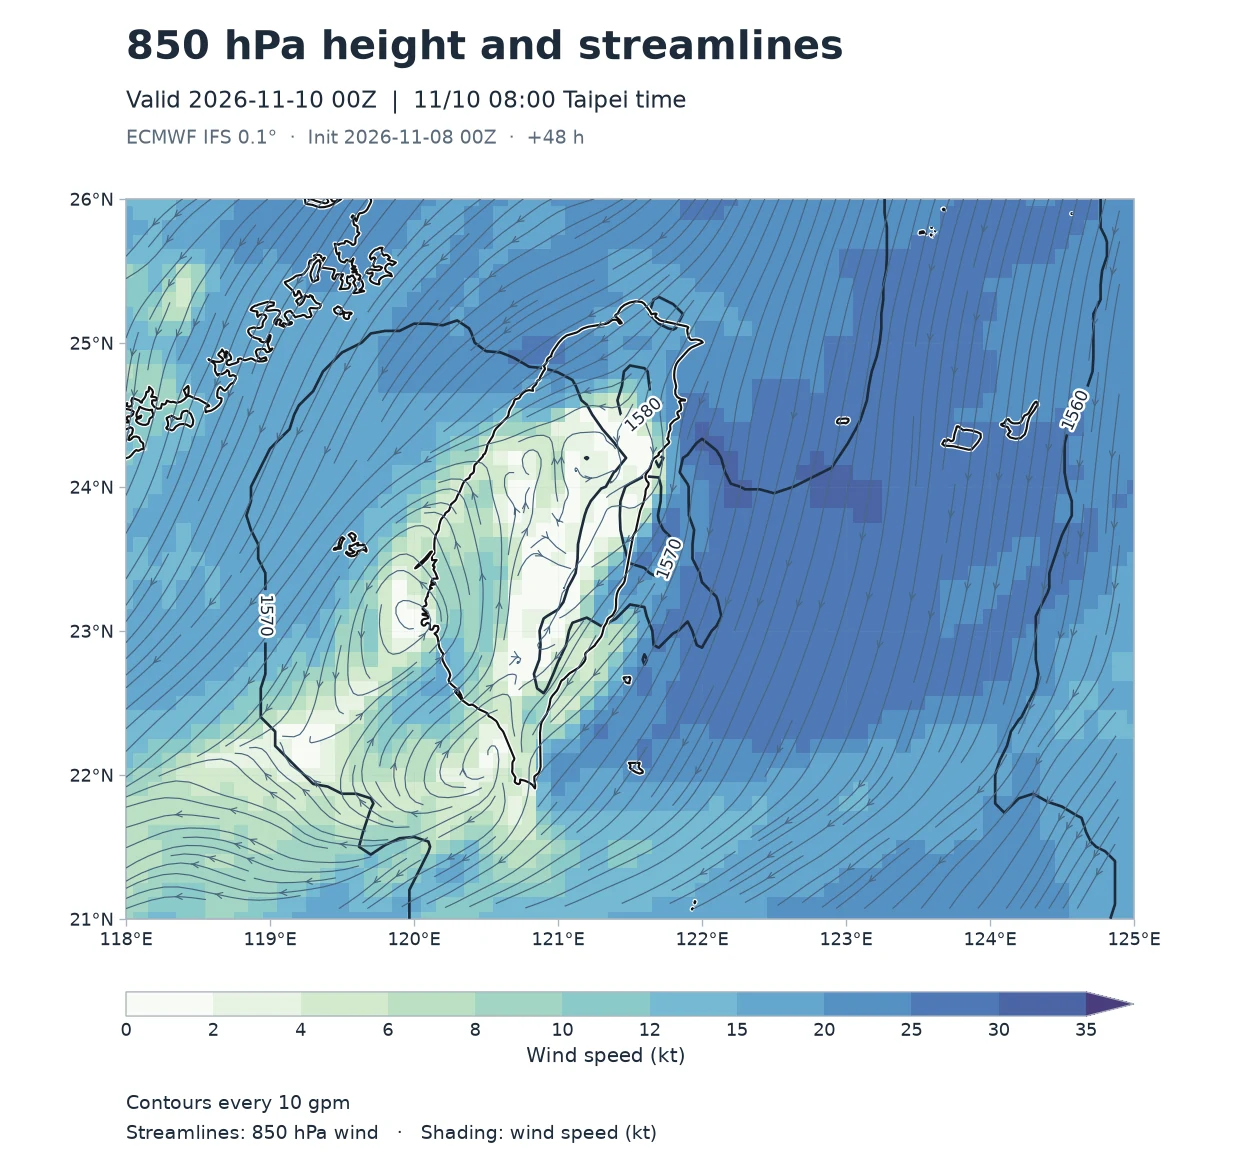 850 hPa height and streamlines
Valid 2026-11-10 00Z | 11/10 08:00 Taipei time
ECMWF IFS 0.1° · Init 2026-11-08 00Z · +48 h
26°N
25°N
24°N
23°N
22°N
21°N
1580
1560
1570
1570
118°E 119°E 120°E 121°E 122°E 123°E 124°E 125°E
0 2 4 6 8 10 12 15 20 25 30 35
Wind speed (kt)
Contours every 10 gpm
Streamlines: 850 hPa wind · Shading: wind speed (kt)